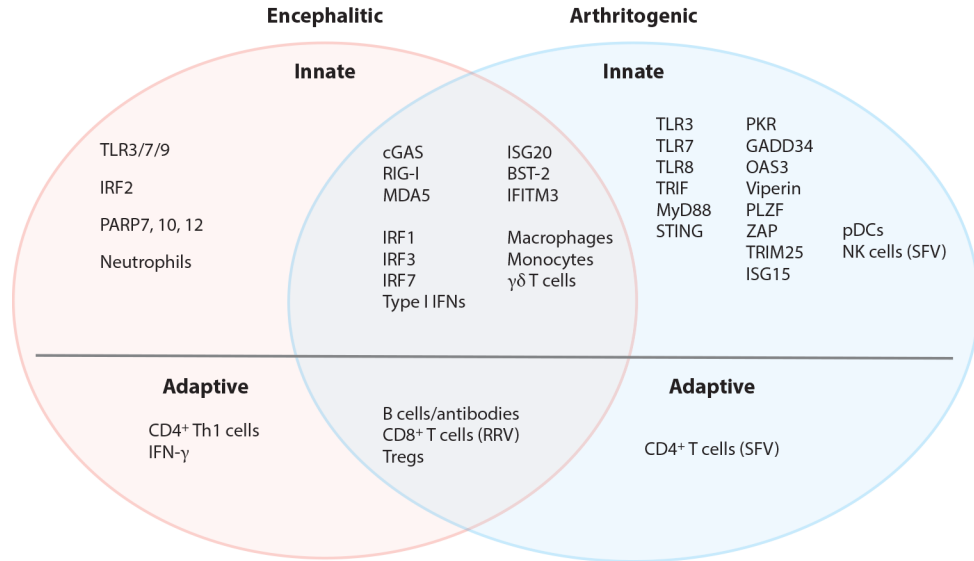 Encephalitic
Arthritogenic
Innate
Innate
TLR3/7/9
IRF2
PARP7, 10, 12
Neutrophils
cGAS
RIG-I
MDA5
IRF1
IRF3
IRF7
Type I IFNs
ISG20
BST-2
IFITM3
Macrophages
Monocytes
γδ T cells
TLR3
TLR7
TLR8
TRIF
MyD88
STING
PKR
GADD34
OAS3
Viperin
PLZF
ZAP
TRIM25
ISG15
pDCs
NK cells (SFV)
Adaptive
CD4⁺ Th1 cells
IFN-γ
B cells/antibodies
CD8⁺ T cells (RRV)
Tregs
Adaptive
CD4⁺ T cells (SFV)